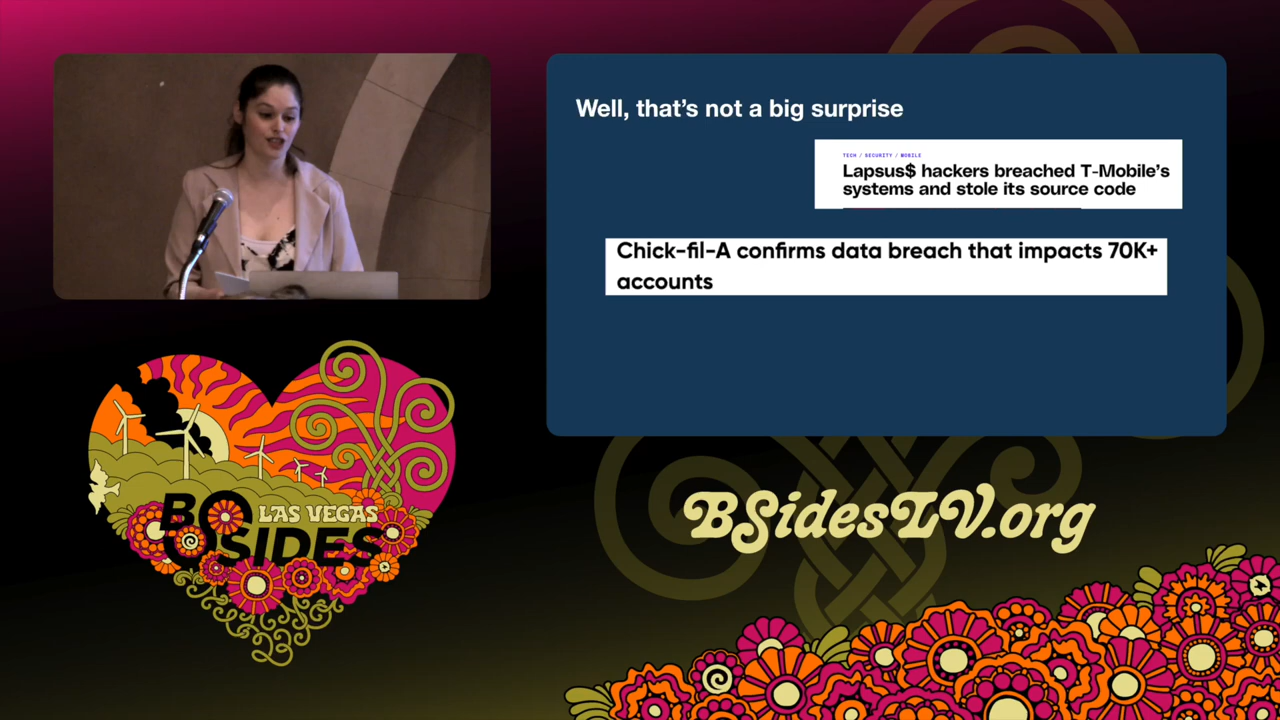 Well, that's not a big surprise
TECH / SECURITY / MOBILE
Lapsus$ hackers breached T-Mobile's
systems and stole its source code
Chick-fil-A confirms data breach that impacts 70K+
accounts
LAS VEGAS
BSIDES
BSidesLV.org